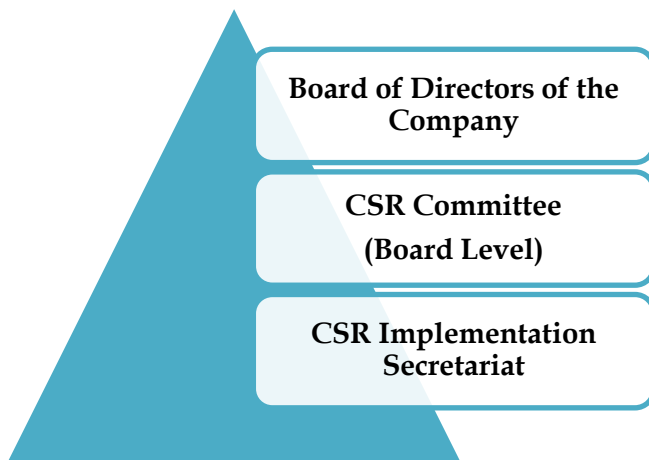 Board of Directors of the
Company
CSR Committee
(Board Level)
CSR Implementation
Secretariat